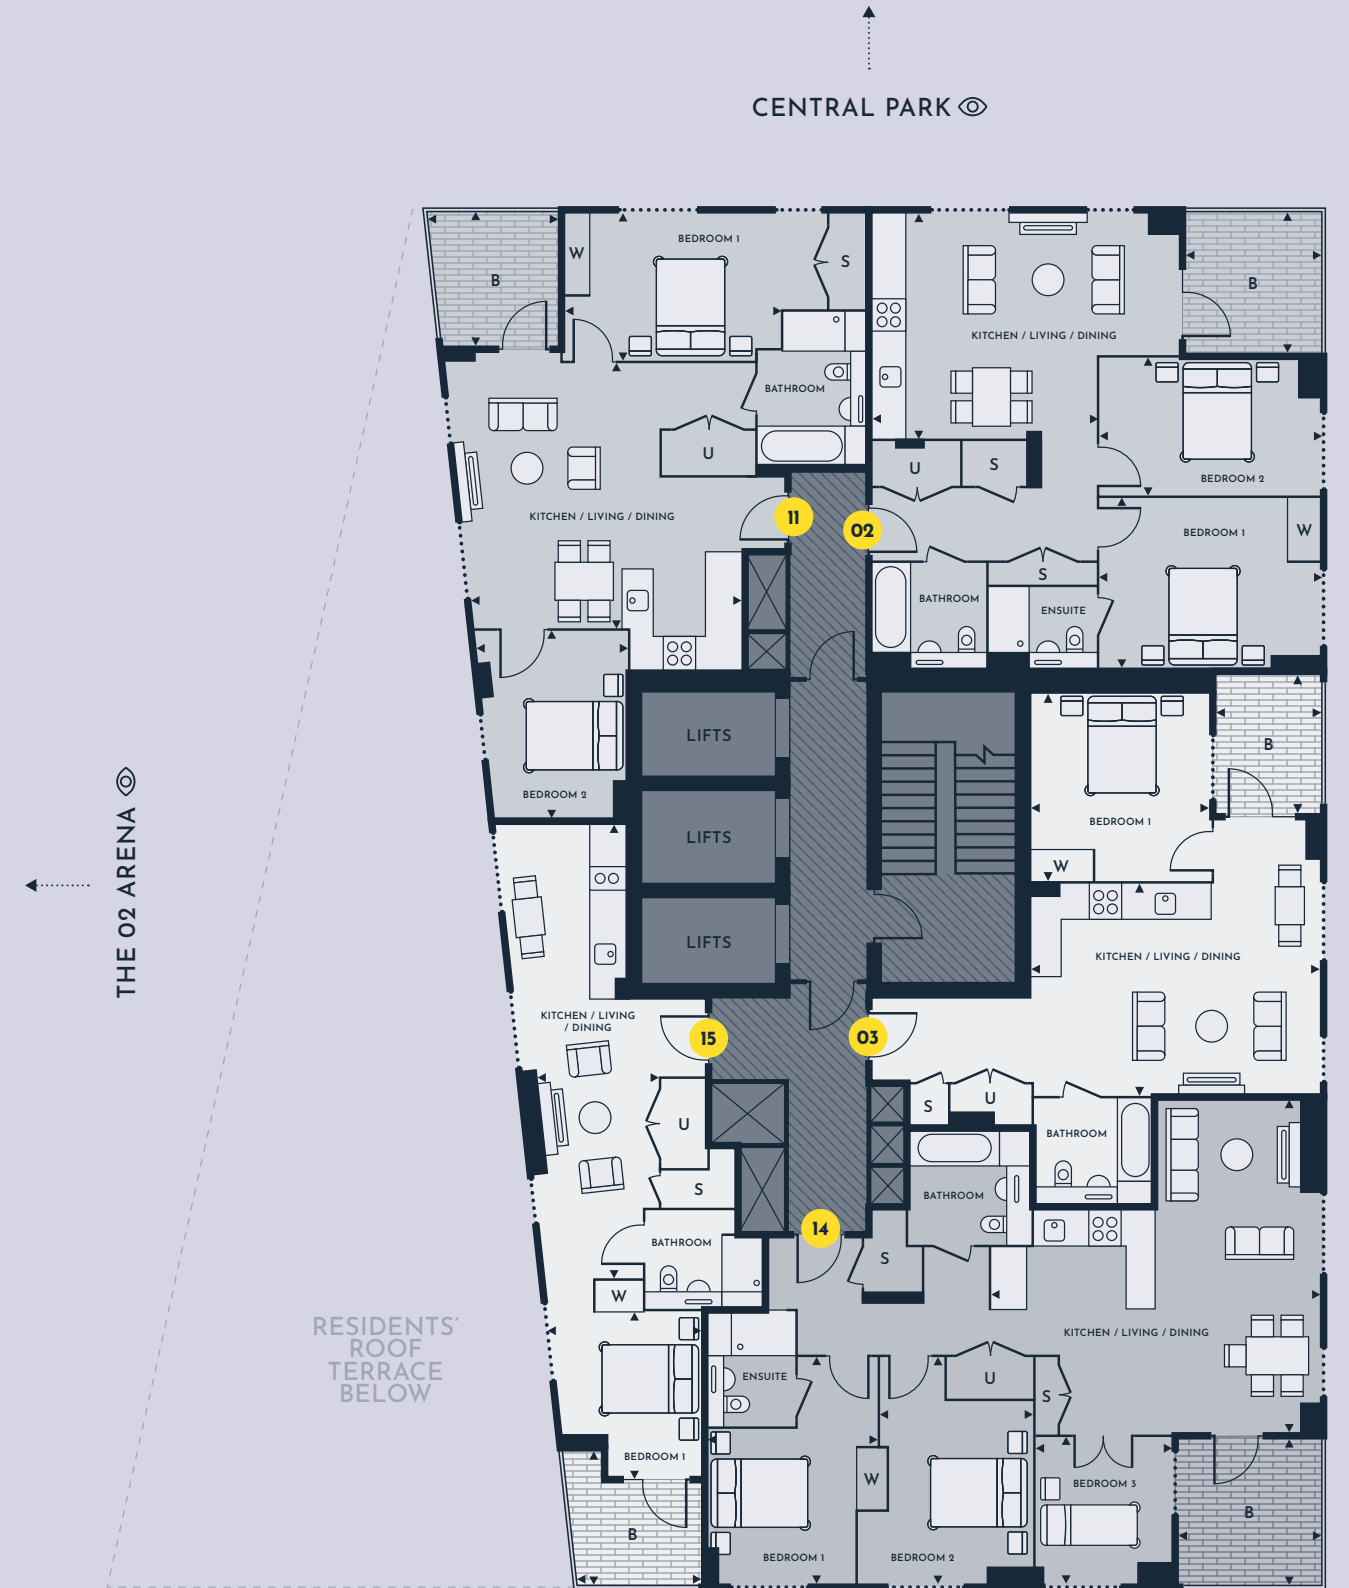 CENTRAL PARK
B
W
BEDROOM 1
S
BATHROOM
U
KITCHEN / LIVING / DINING
11
BEDROOM 2
KITCHEN / LIVING / DINING
B
U
S
02
BEDROOM 2
BEDROOM 1
W
S
BATHROOM
ENSUITE
LIFTS
LIFTS
LIFTS
THE O2 ARENA
B
BEDROOM 1
W
KITCHEN / LIVING / DINING
03
S
U
BATHROOM
KITCHEN / LIVING
/ DINING
15
U
S
BATHROOM
W
BEDROOM 1
B
RESIDENTS'
ROOF
TERRACE
BELOW
14
BATHROOM
S
KITCHEN / LIVING / DINING
ENSUITE
U
S
W
BEDROOM 1
BEDROOM 2
BEDROOM 3
B